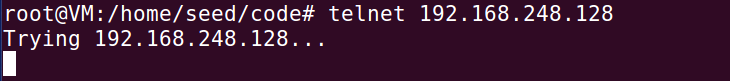 root@VM:/home/seed/code# telnet 192.168.248.128
Trying 192.168.248.128...